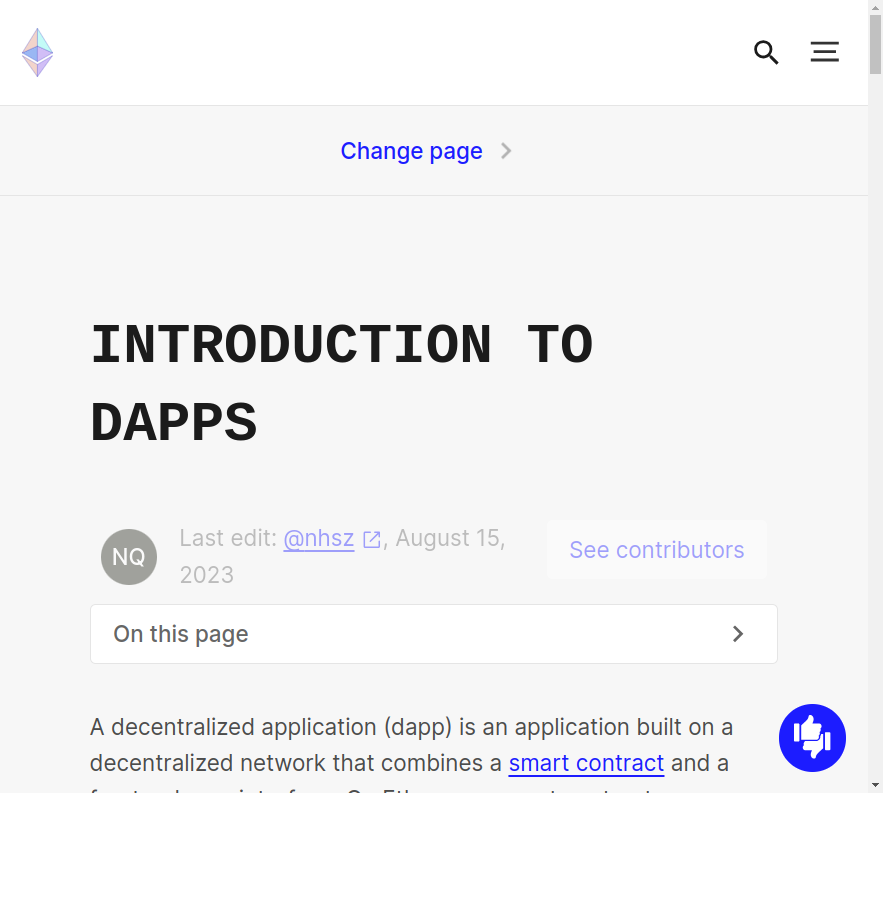 Change page
INTRODUCTION TO
DAPPS
NQ
Last edit: @nhsz, August 15,
2023
See contributors
On this page
A decentralized application (dapp) is an application built on a
decentralized network that combines a smart contract and a